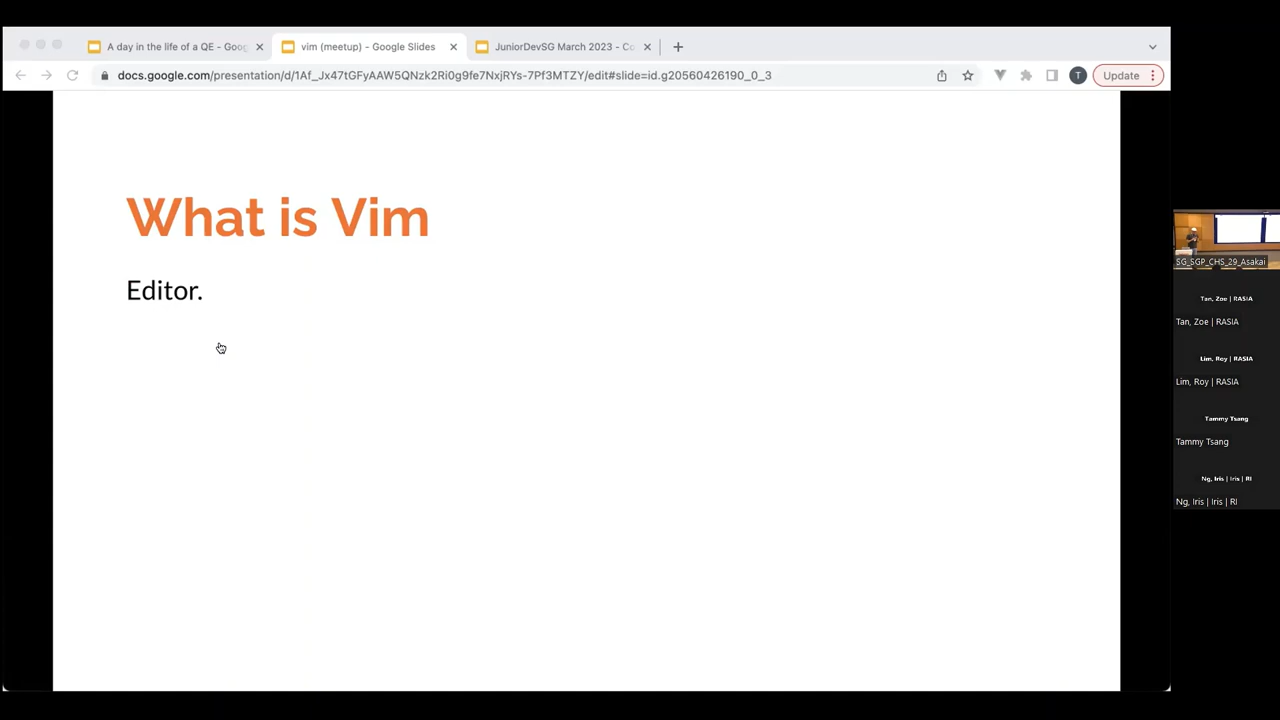 A day in the life of a QE - Goog
vim (meetup) - Google Slides
JuniorDevSG March 2023 - Co
docs.google.com/presentation/d/1Af_Jx47tGFyAAW5QNzk2Ri0g9fe7NxjRYs-7Pf3MTZY/edit#slide=id.g20560426190_0_3
T
Update
What is Vim
Editor.
SG_SGP_CHS_29_Asakai
Tan, Zoe | RASIA
Tan, Zoe | RASIA
Lim, Roy | RASIA
Lim, Roy | RASIA
Tammy Tsang
Tammy Tsang
Ng, Iris | Iris | RI
Ng, Iris | Iris | RI